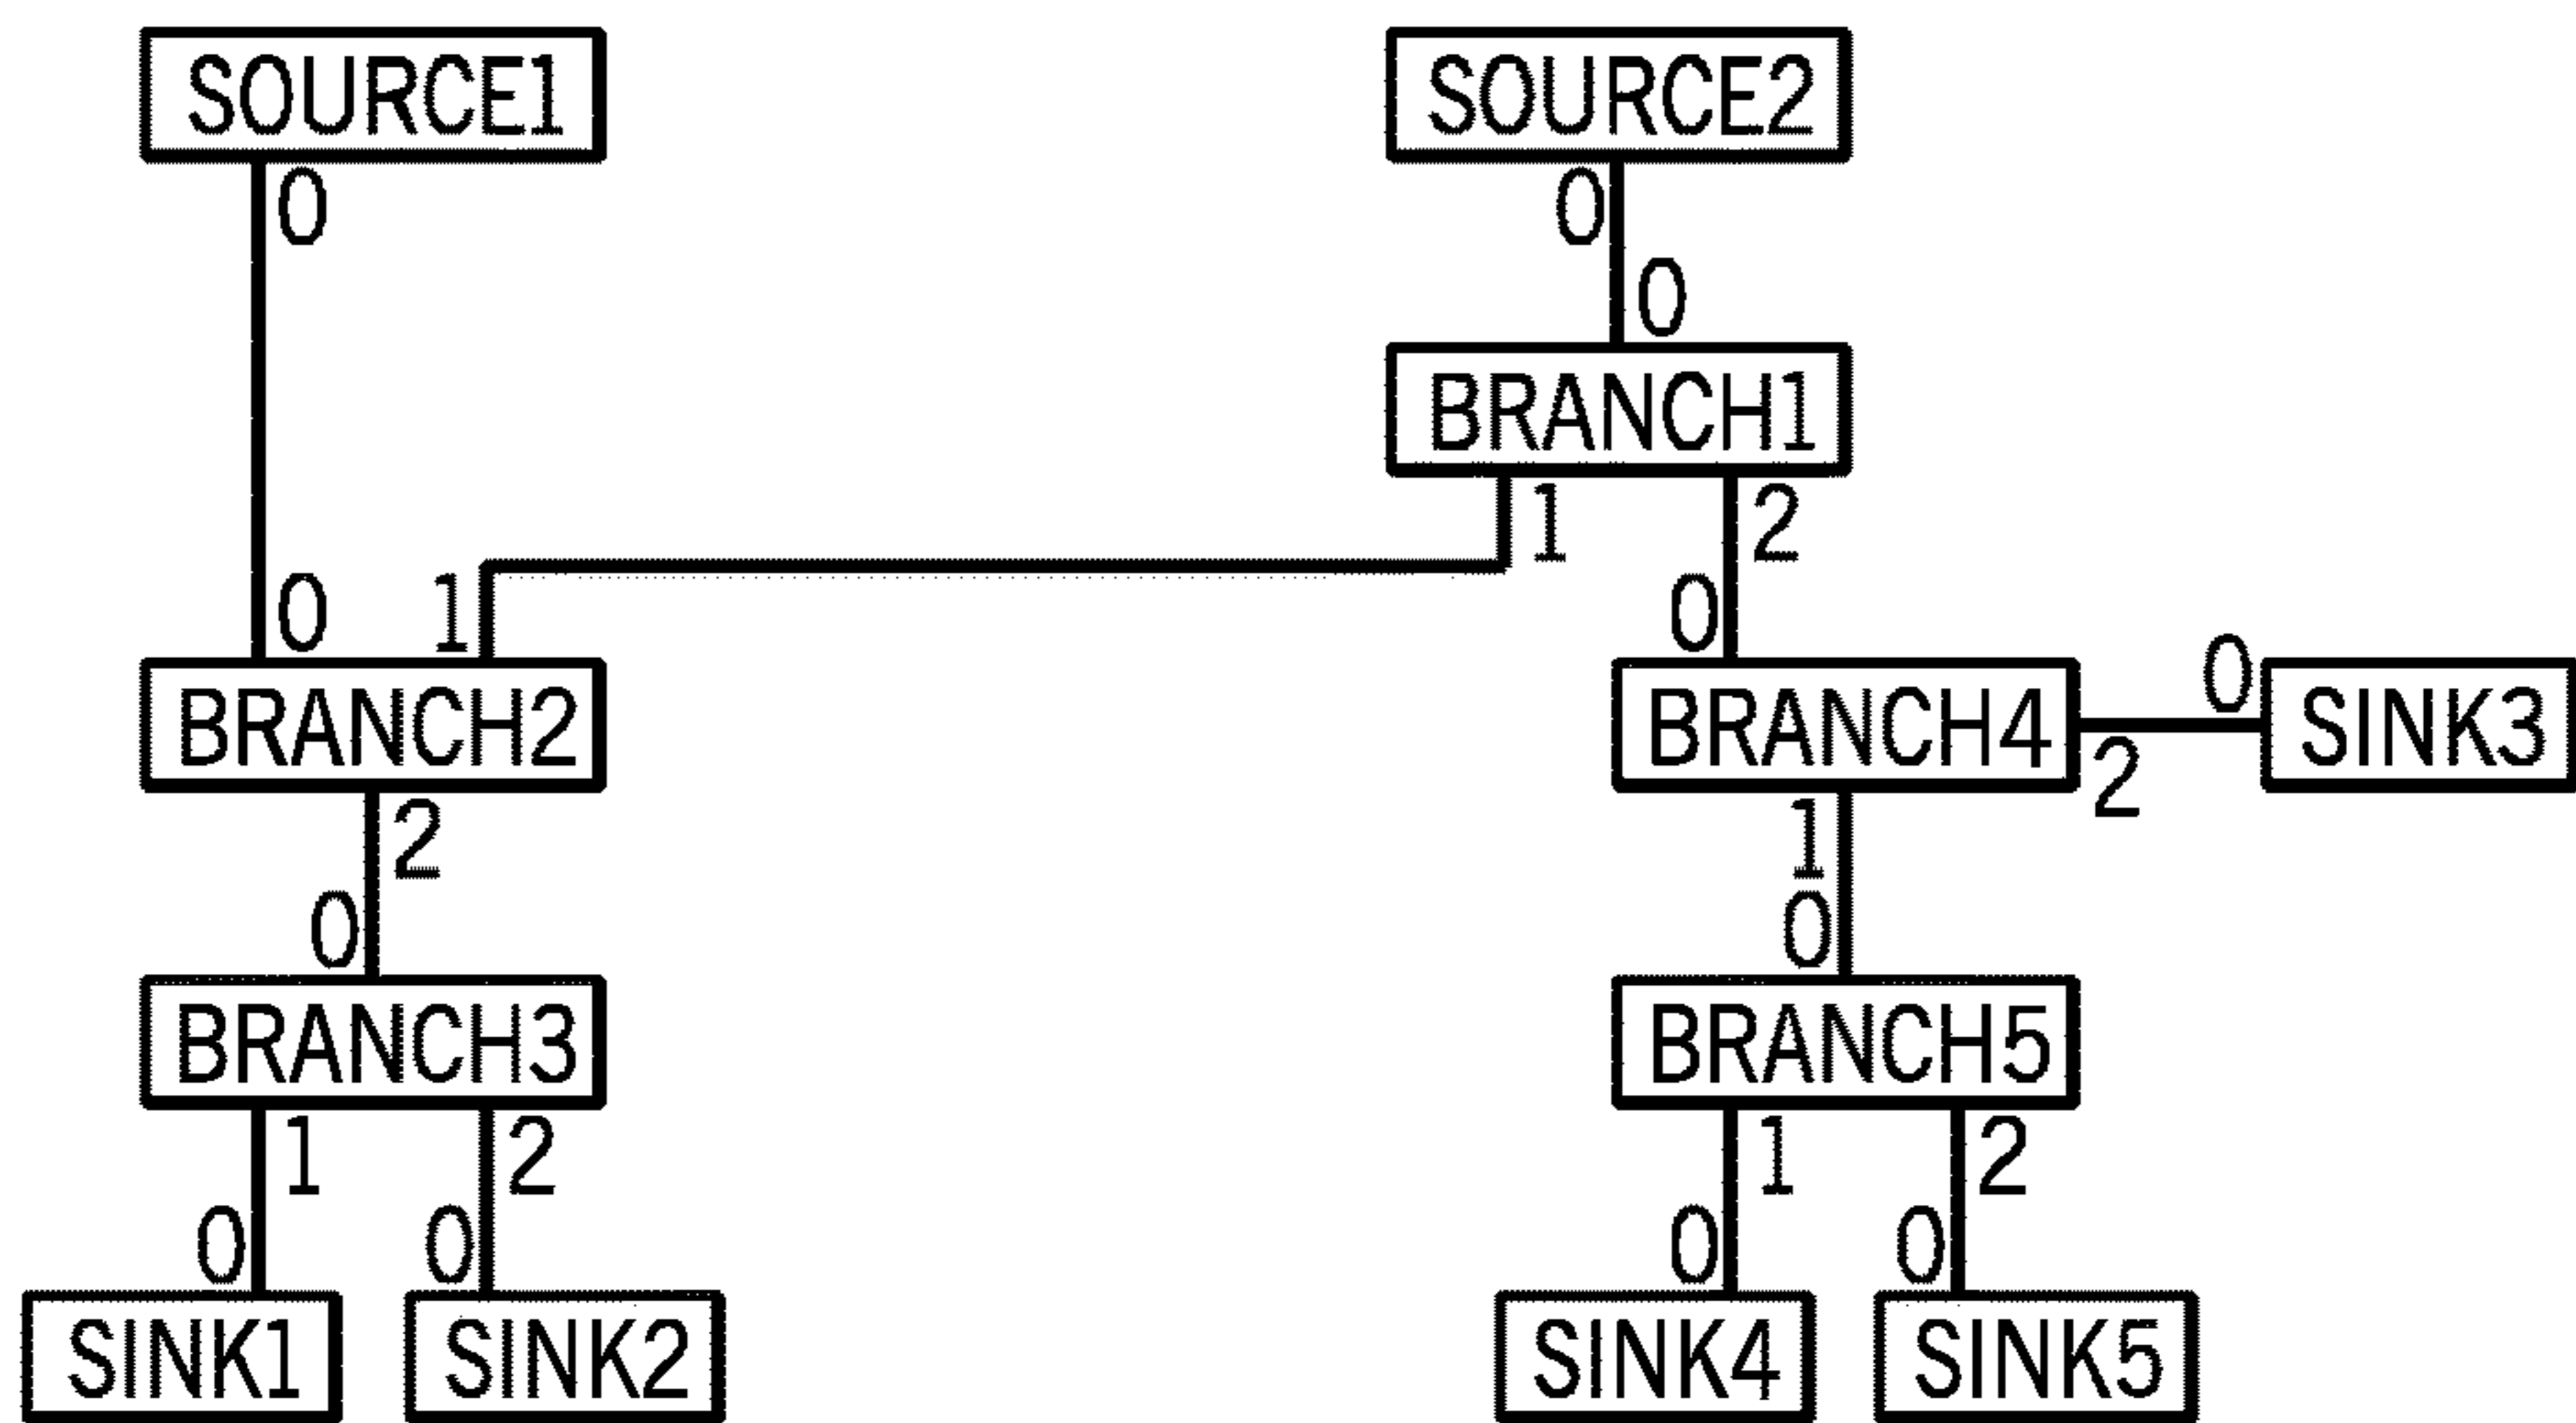 SOURCE1 SOURCE2
0 0
0
BRANCH1
1 2
0 1 0
0
BRANCH2 BRANCH4 SINK3
2
2 1
0 0
BRANCH3 BRANCH5
1 2 1 2
0 0 0 0
SINK1 SINK2 SINK4 SINK5